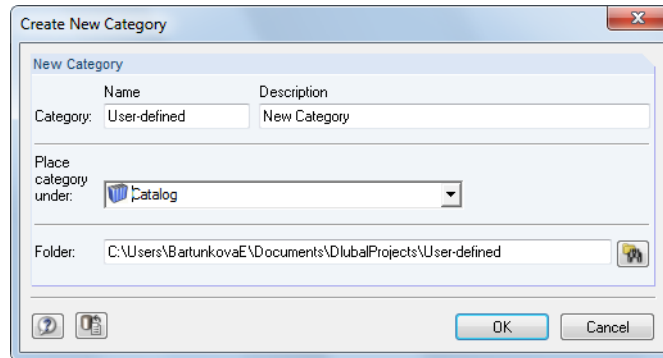 Create New Category
New Category
Name Description
Category: User-defined New Category
Place
category
under: Catalog
Folder: C:\Users\BartunkovaE\Documents\DlubalProjects\User-defined
OK Cancel